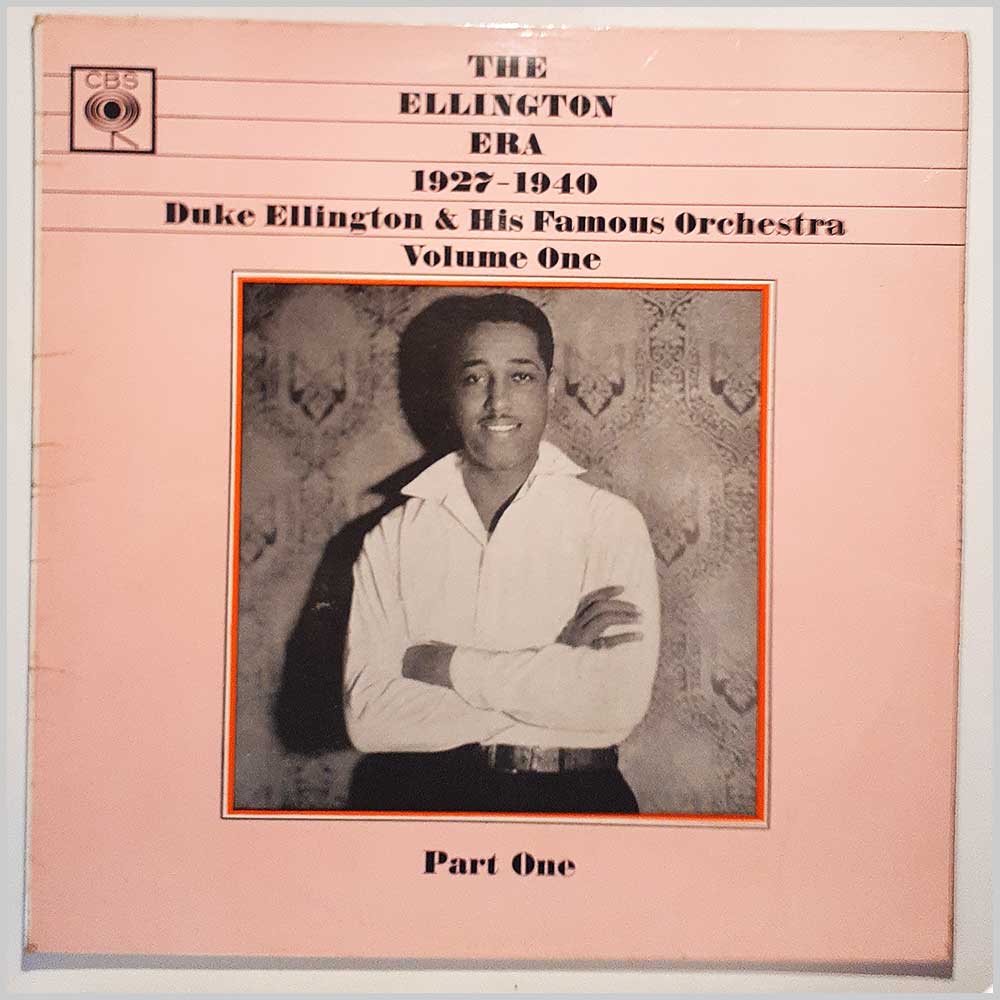 CBS
THE
ELLINGTON
ERA
1927-1940
Duke Ellington & His Famous Orchestra
Volume One
Part One